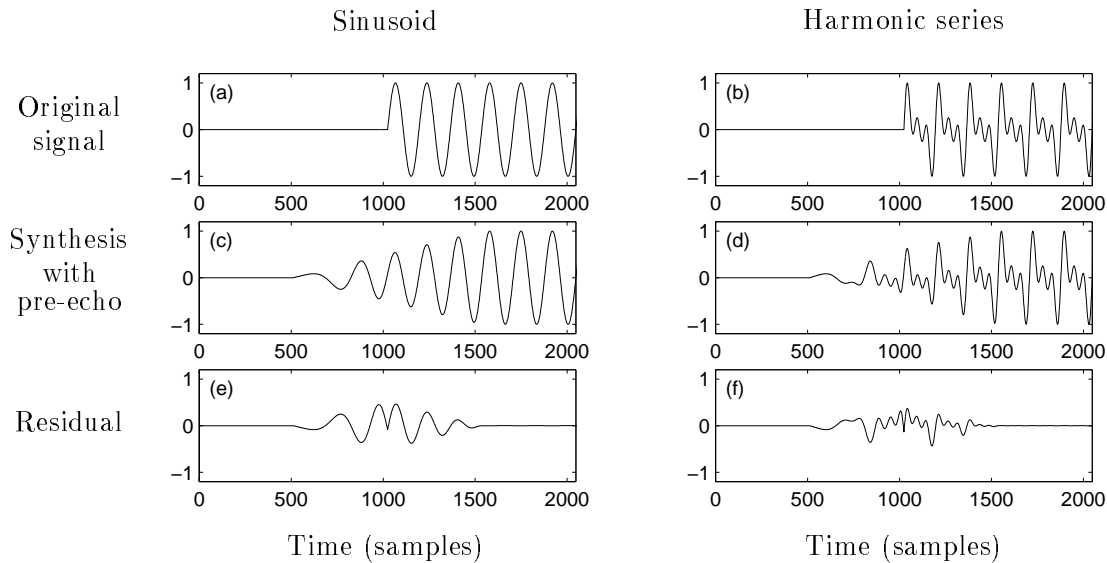 Sinusoid
Harmonic series
Original
signal
(a)
1
0
−1
0 500 1000 1500 2000
(b)
1
0
−1
0 500 1000 1500 2000
Synthesis
with
pre-echo
(c)
1
0
−1
0 500 1000 1500 2000
(d)
1
0
−1
0 500 1000 1500 2000
Residual
(e)
1
0
−1
0 500 1000 1500 2000
(f)
1
0
−1
0 500 1000 1500 2000
Time (samples)
Time (samples)